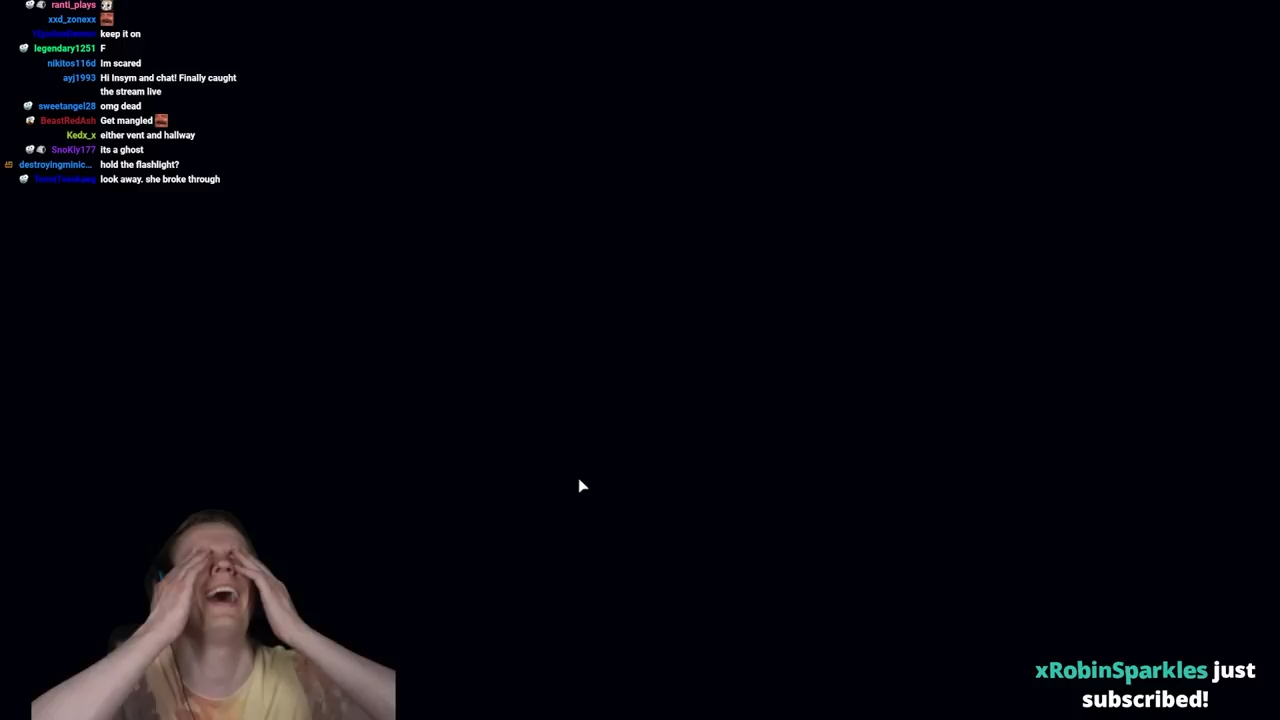 ranti_plays
xxd_zonexx
keep it on
legendary1251 F
nikitos116d Im scared
ayj1993 Hi Insym and chat! Finally caught
the stream live
sweetangel28 omg dead
BeastRedAsh Get mangled
Kedx_x either vent and hallway
SnoKly177 its a ghost
destroyingminic... hold the flashlight?
look away. she broke through
xRobinSparkles just
subscribed!